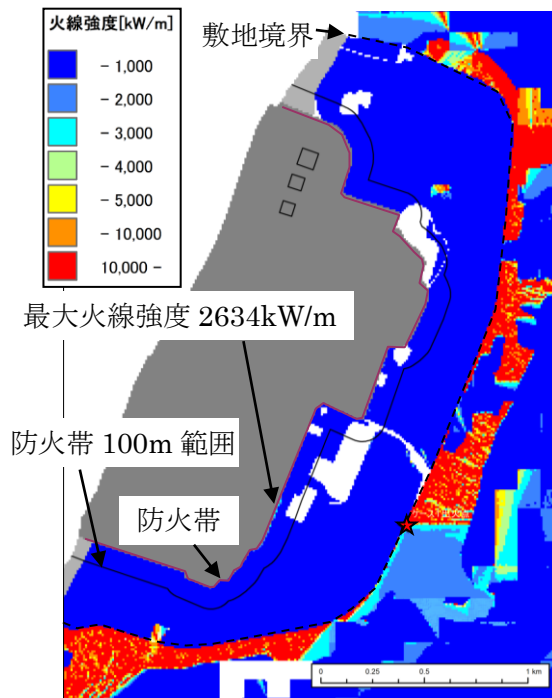 火線強度[kW/m]
- 1,000
- 2,000
- 3,000
- 4,000
- 5,000
- 10,000
10,000 -
敷地境界
最大火線強度 2634kW/m
防火帯 100m 範囲
防火帯
0 0.25 0.5 1 km